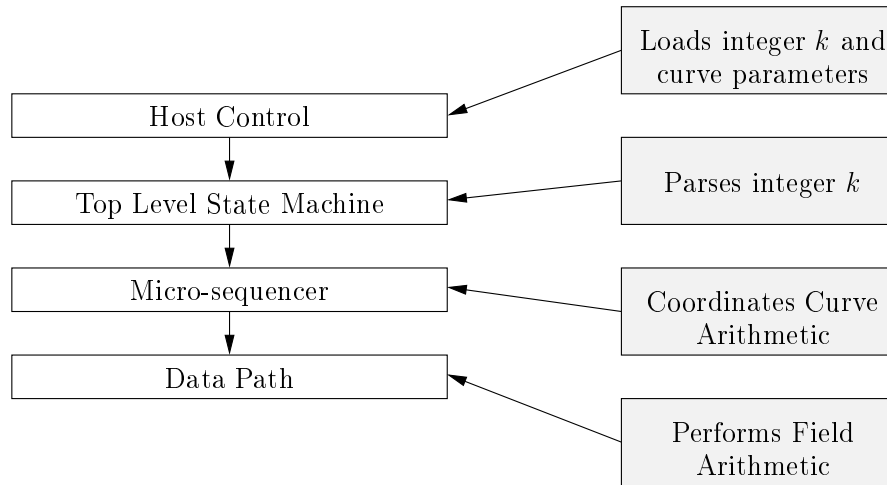 Loads integer k and
curve parameters
Host Control
Parses integer k
Top Level State Machine
Micro-sequencer
Coordinates Curve
Arithmetic
Data Path
Performs Field
Arithmetic